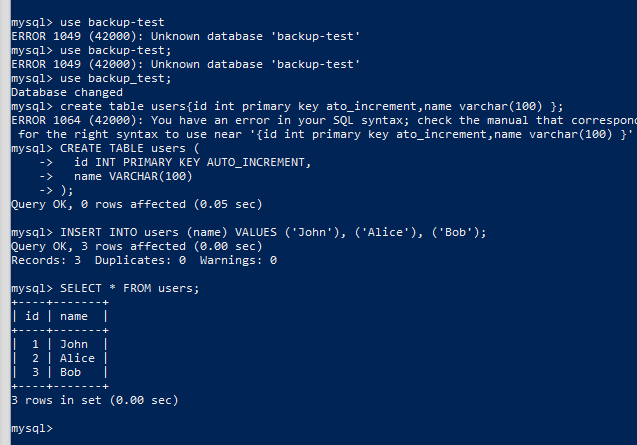 mysql> use backup-test
ERROR 1049 (42000): Unknown database 'backup-test'
mysql> use backup-test;
ERROR 1049 (42000): Unknown database 'backup-test'
mysql> use backup_test;
Database changed
mysql> create table users{id int primary key ato_increment,name varchar(100) };
ERROR 1064 (42000): You have an error in your SQL syntax; check the manual that correspond
 for the right syntax to use near '{id int primary key ato_increment,name varchar(100) }'
mysql> CREATE TABLE users (
    ->   id INT PRIMARY KEY AUTO_INCREMENT,
    ->   name VARCHAR(100)
    -> );
Query OK, 0 rows affected (0.05 sec)

mysql> INSERT INTO users (name) VALUES ('John'), ('Alice'), ('Bob');
Query OK, 3 rows affected (0.00 sec)
Records: 3  Duplicates: 0  Warnings: 0

mysql> SELECT * FROM users;
+----+-------+
| id | name  |
+----+-------+
|  1 | John  |
|  2 | Alice |
|  3 | Bob   |
+----+-------+
3 rows in set (0.00 sec)

mysql>